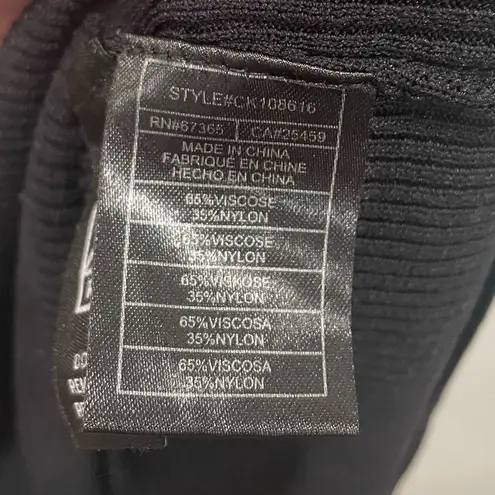 STYLE#CK108616
RN#67365 CA#25459
MADE IN CHINA
FABRIQUE EN CHINE
HECHO EN CHINA
65%VISCOSE
35%NYLON
65%VISCOSE
35%NYLON
65%VISKOSE
35%NYLON
65%VISCOSA
35%NYLON
65%VISCOSA
35%NYLON